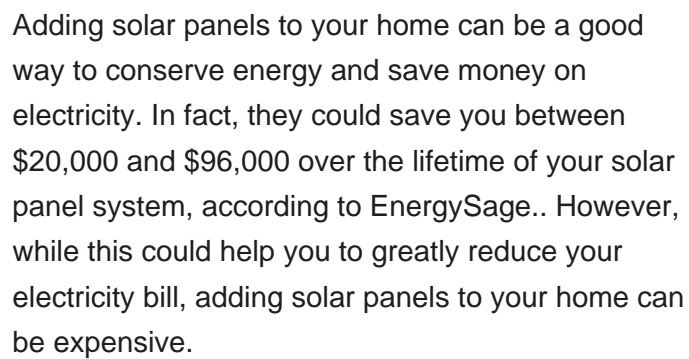 Adding solar panels to your home can be a good
way to conserve energy and save money on
electricity. In fact, they could save you between
$20,000 and $96,000 over the lifetime of your solar
panel system, according to EnergySage.. However,
while this could help you to greatly reduce your
electricity bill, adding solar panels to your home can
be expensive.